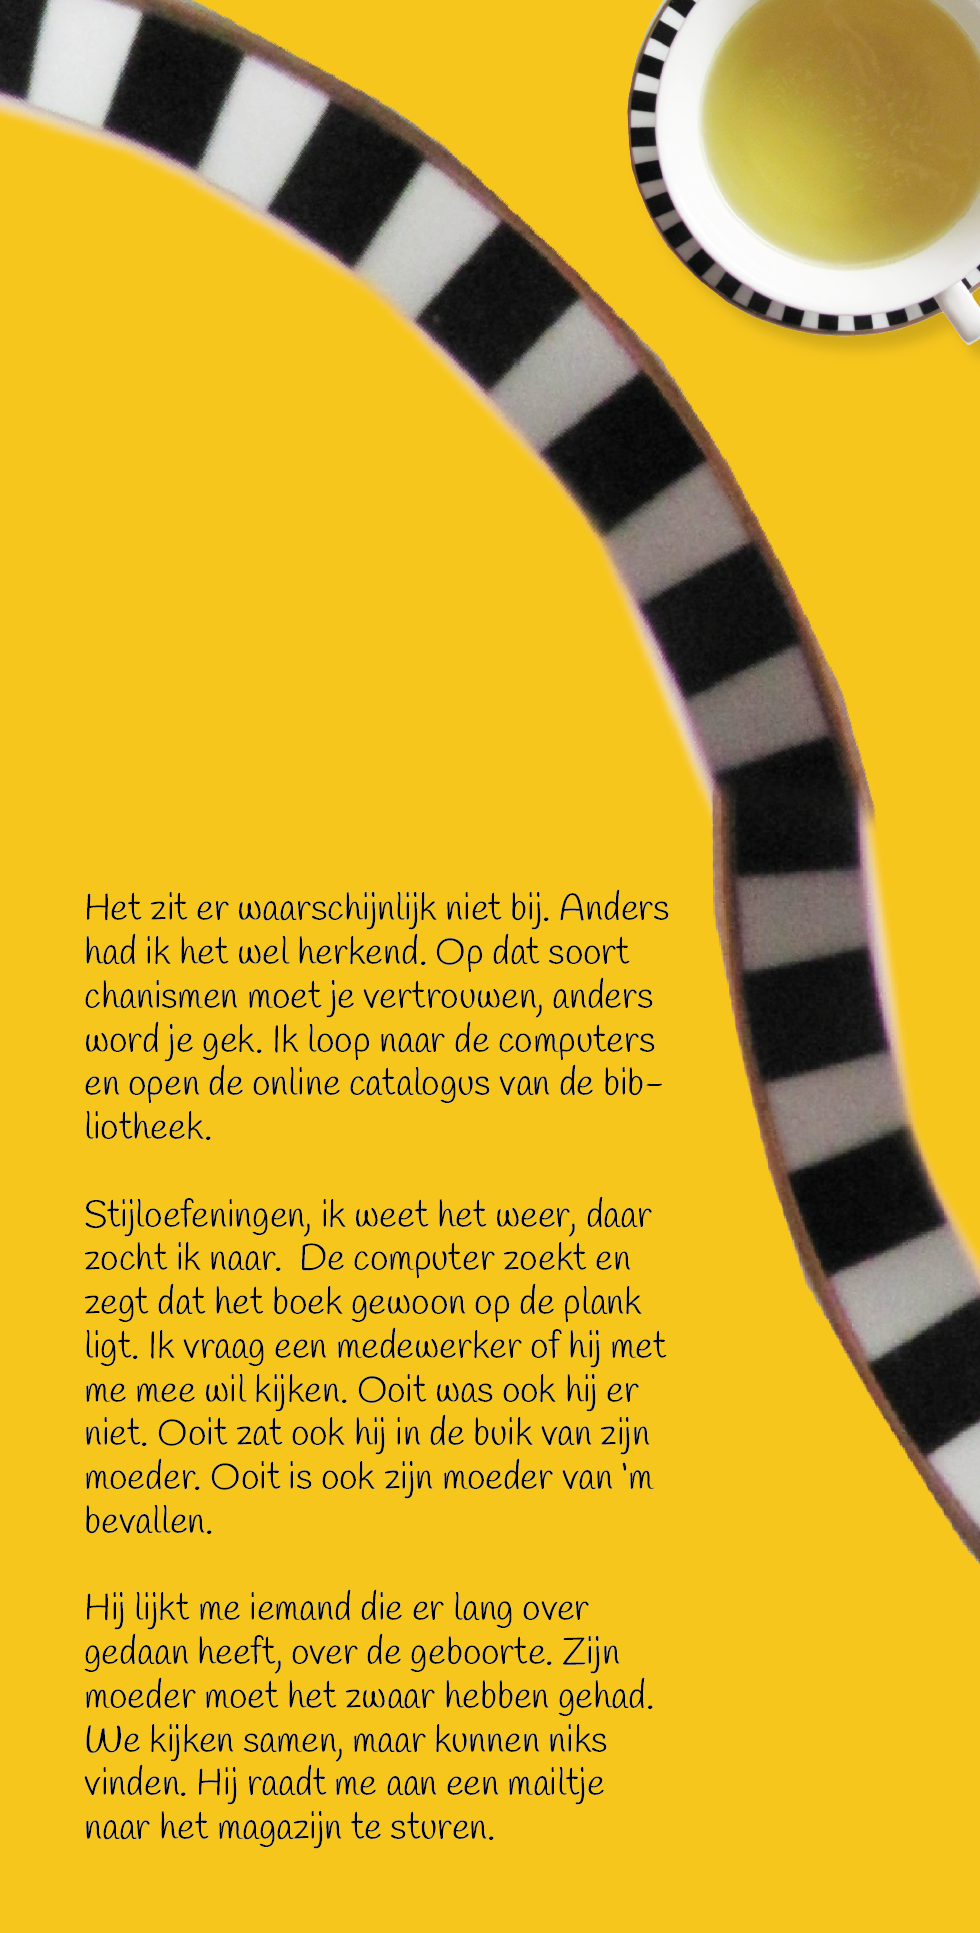 Het zit er waarschijnlijk niet bij. Anders
had ik het wel herkend. Op dat soort
chanismen moet je vertrouwen, anders
word je gek. Ik loop naar de computers
en open de online catalogus van de bib-
liotheek.

Stijloefeningen, ik weet het weer, daar
zocht ik naar.  De computer zoekt en
zegt dat het boek gewoon op de plank
ligt. Ik vraag een medewerker of hij met
me mee wil kijken. Ooit was ook hij er
niet. Ooit zat ook hij in de buik van zijn
moeder. Ooit is ook zijn moeder van ‛m
bevallen.

Hij lijkt me iemand die er lang over
gedaan heeft, over de geboorte. Zijn
moeder moet het zwaar hebben gehad.
We kijken samen, maar kunnen niks
vinden. Hij raadt me aan een mailtje
naar het magazijn te sturen.